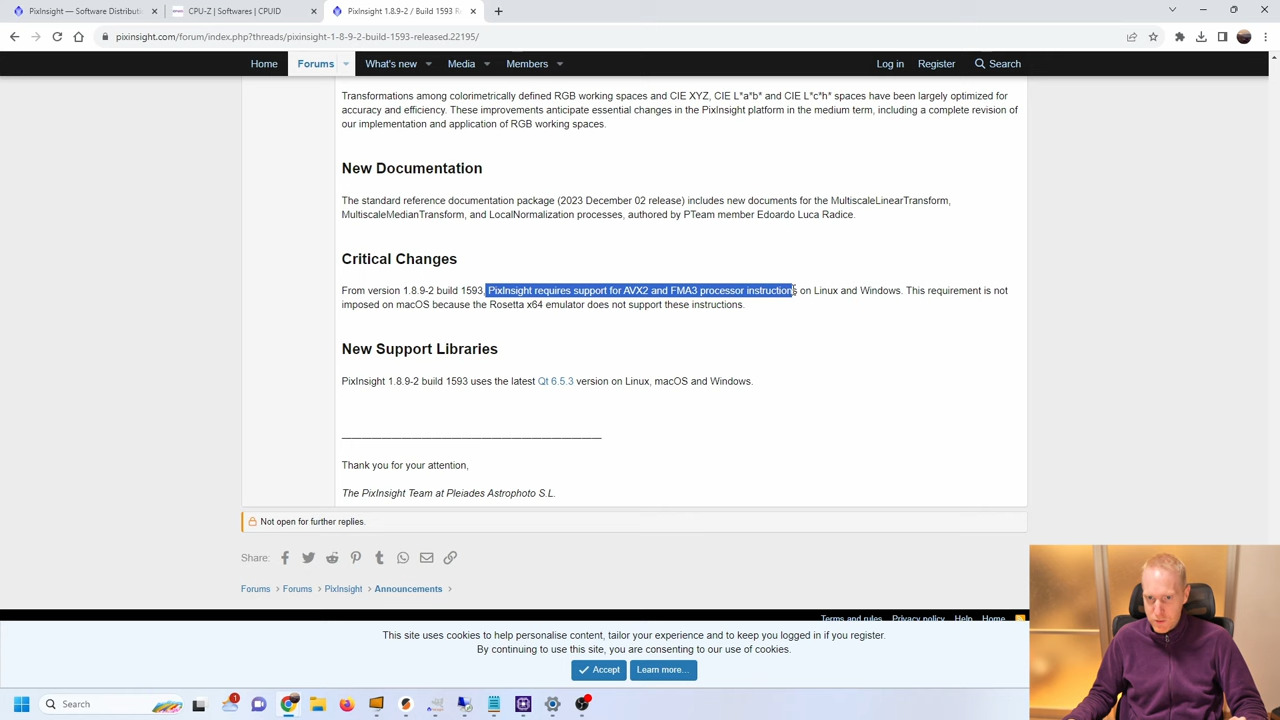 PixInsight — Software Distributi
CPU-Z | Softwares | CPUID
PixInsight 1.8.9-2 / Build 1593 R
pixinsight.com/forum/index.php?threads/pixinsight-1-8-9-2-build-1593-released.22195/
Home
Forums
What's new
Media
Members
Log in
Register
Search
Transformations among colorimetrically defined RGB working spaces and CIE XYZ, CIE L*a*b* and CIE L*c*h* spaces have been largely optimized for
accuracy and efficiency. These improvements anticipate essential changes in the PixInsight platform in the medium term, including a complete revision of
our implementation and application of RGB working spaces.
New Documentation
The standard reference documentation package (2023 December 02 release) includes new documents for the MultiscaleLinearTransform,
MultiscaleMedianTransform, and LocalNormalization processes, authored by PTeam member Edoardo Luca Radice.
Critical Changes
From version 1.8.9-2 build 1593, PixInsight requires support for AVX2 and FMA3 processor instructions on Linux and Windows. This requirement is not
imposed on macOS because the Rosetta x64 emulator does not support these instructions.
New Support Libraries
PixInsight 1.8.9-2 build 1593 uses the latest Qt 6.5.3 version on Linux, macOS and Windows.
Thank you for your attention,
The PixInsight Team at Pleiades Astrophoto S.L.
Not open for further replies.
Share:
Forums > Forums > PixInsight > Announcements >
Terms and rules Privacy policy Help Home
This site uses cookies to help personalise content, tailor your experience and to keep you logged in if you register.
By continuing to use this site, you are consenting to our use of cookies.
Accept
Learn more…
Search
1